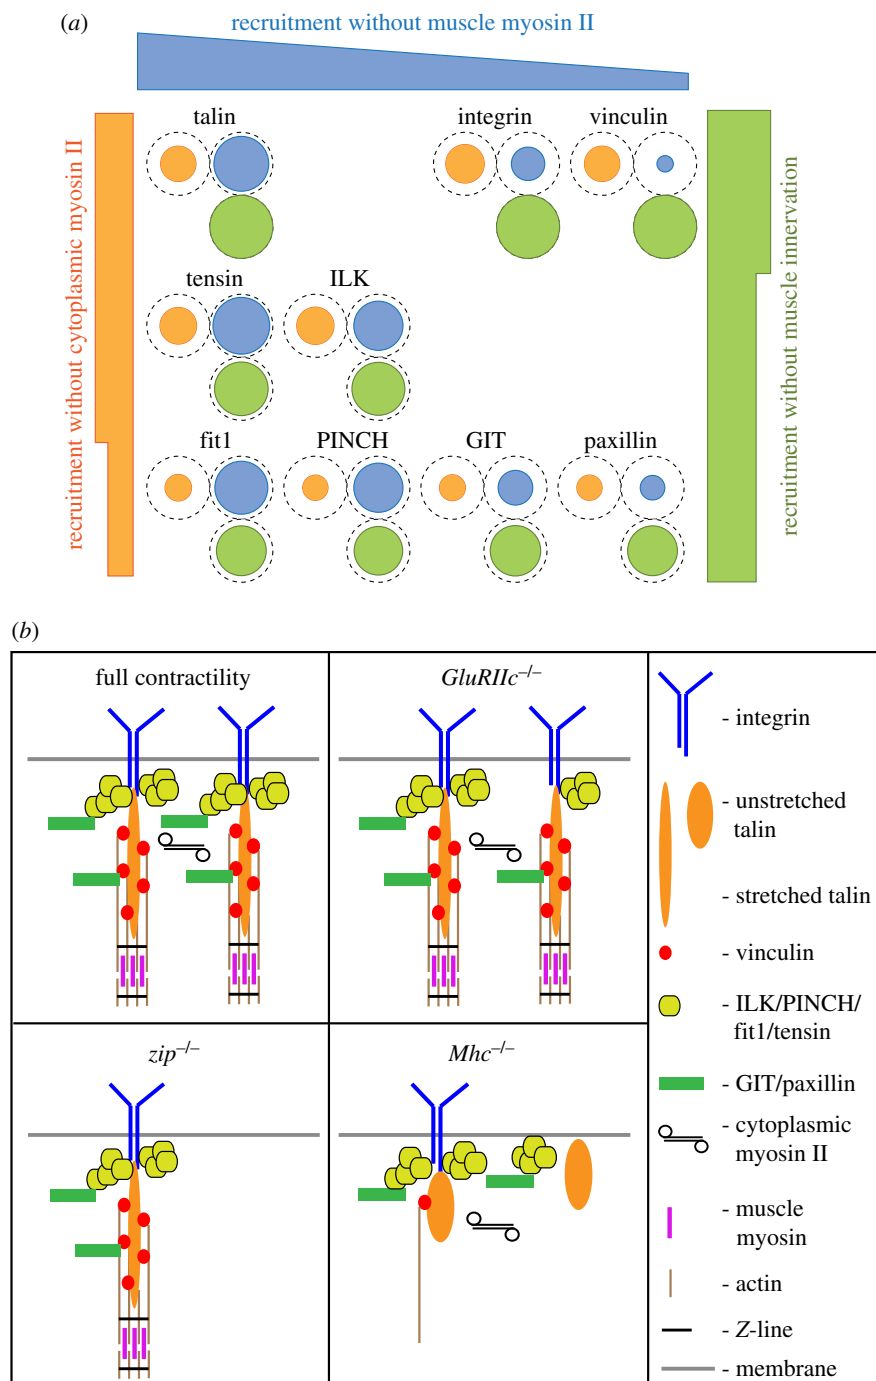 (a)
recruitment without muscle myosin II
recruitment without cytoplasmic myosin II
talin
integrin
vinculin
tensin
ILK
fit1
PINCH
GIT
paxillin
recruitment without muscle innervation
(b)
full contractility
GluRIIc–/–
zip–/–
Mhc–/–
- integrin
- unstretched
talin
- stretched talin
- vinculin
- ILK/PINCH/
fit1/tensin
- GIT/paxillin
- cytoplasmic
myosin II
- muscle
myosin
- actin
- Z-line
- membrane